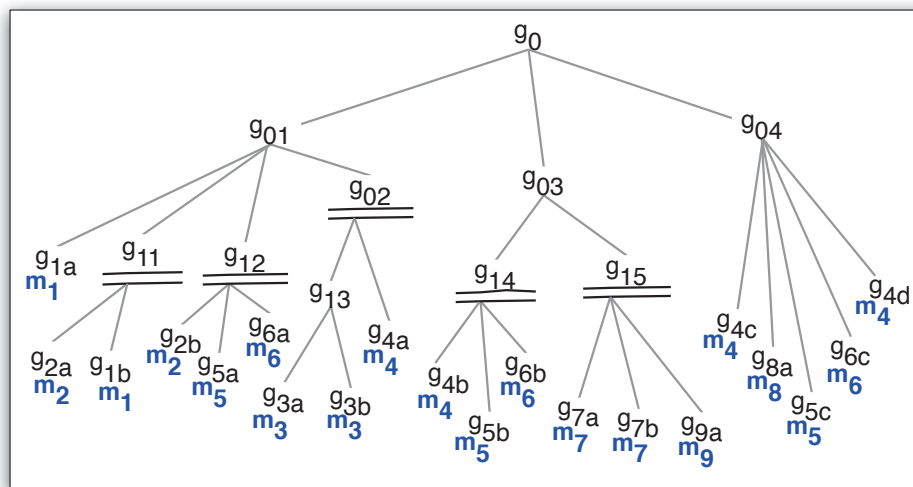 g0
g01
g04
g02
g03
g1a
m1
g11
g12
g14
g15
g4d
m4
g13
g2a
m2
g1b
m1
g2b
m2
g5a
m5
g6a
m6
g4a
m4
g3a
m3
g3b
m3
g4b
m4
g5b
m5
g6b
m6
g7a
m7
g7b
m7
g9a
m9
g4c
m4
g8a
m8
g5c
m5
g6c
m6